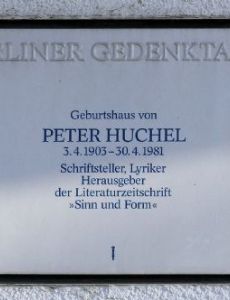 LINER GEDENKTA
Geburtshaus von
PETER HUCHEL
3. 4. 1903 – 30. 4. 1981
Schriftsteller, Lyriker
Herausgeber
der Literaturzeitschrift
»Sinn und Form«